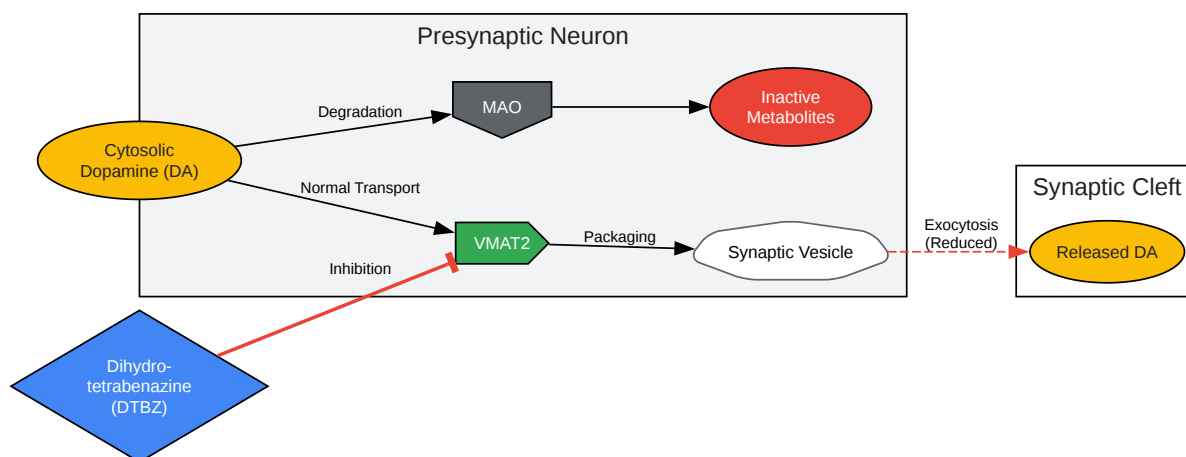 Presynaptic Neuron
Degradation
MAO
Inactive
Metabolites
Cytosolic
Dopamine (DA)
Normal Transport
VMAT2
Packaging
Synaptic Vesicle
Exocytosis
(Reduced)
Synaptic Cleft
Released DA
Inhibition
Dihydro-
tetrabenazine
(DTBZ)